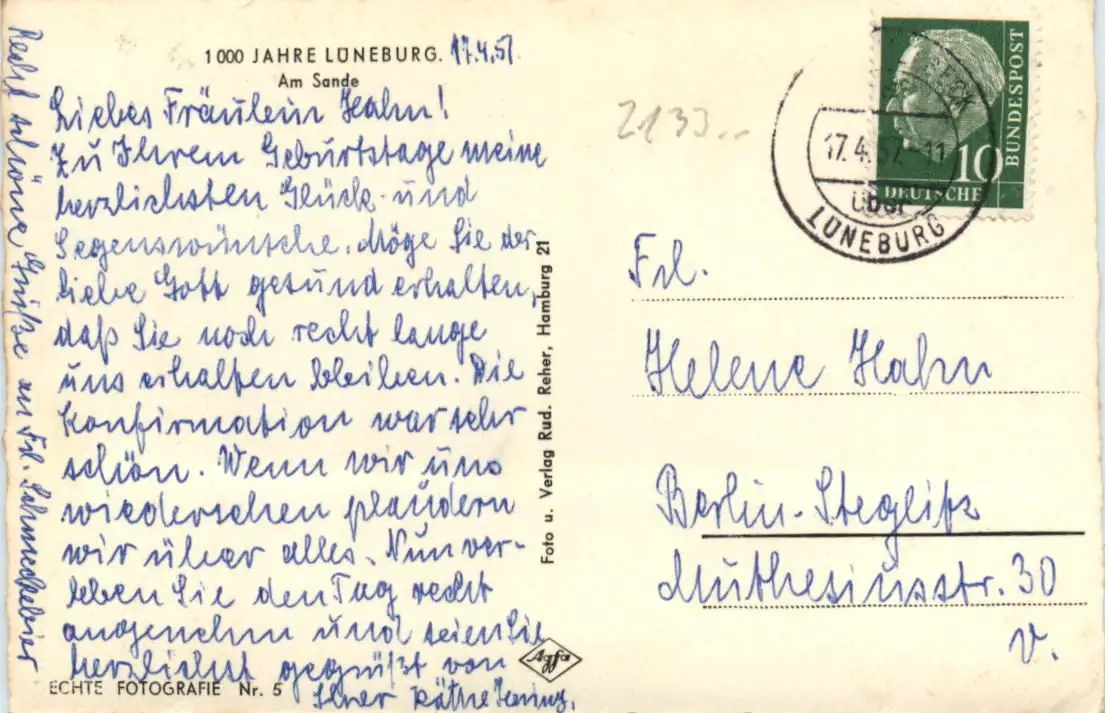 1000 JAHRE LÜNEBURG. 17.4.57.
Am Sande
Liebes Fräulein Hahn!
Zu Ihrem Geburtstage meine
herzlichsten Glück- und
Segenswünsche. Möge Sie der
liebe Gott gesund erhalten,
daß Sie noch recht lange
uns erhalten bleiben. Die
Konfirmation war sehr
schön. Wenn wir uns
wiedersehen plaudern
wir über alles. Nun ver-
leben Sie den Tag recht
angenehm und seien Sie
herzlichst gegrüßt von
Ihrer Käthe
Recht schöne Grüße an Frl. Schmeckebier
ECHTE FOTOGRAFIE Nr. 5
Agfa
Foto u. Verlag Rud. Reher, Hamburg 21
2133
17.4.57. 11
über
LÜNEBURG
10
DEUTSCHE
BUNDESPOST
Frl.
Helene Hahn
Berlin-Steglitz
Muthesiusstr. 30
v.